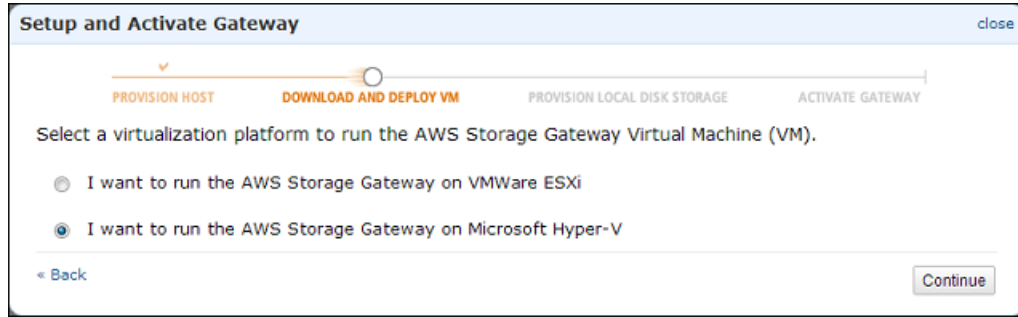 Setup and Activate Gateway close
PROVISION HOST DOWNLOAD AND DEPLOY VM PROVISION LOCAL DISK STORAGE ACTIVATE GATEWAY
Select a virtualization platform to run the AWS Storage Gateway Virtual Machine (VM).
I want to run the AWS Storage Gateway on VMWare ESXi
I want to run the AWS Storage Gateway on Microsoft Hyper-V
« Back Continue